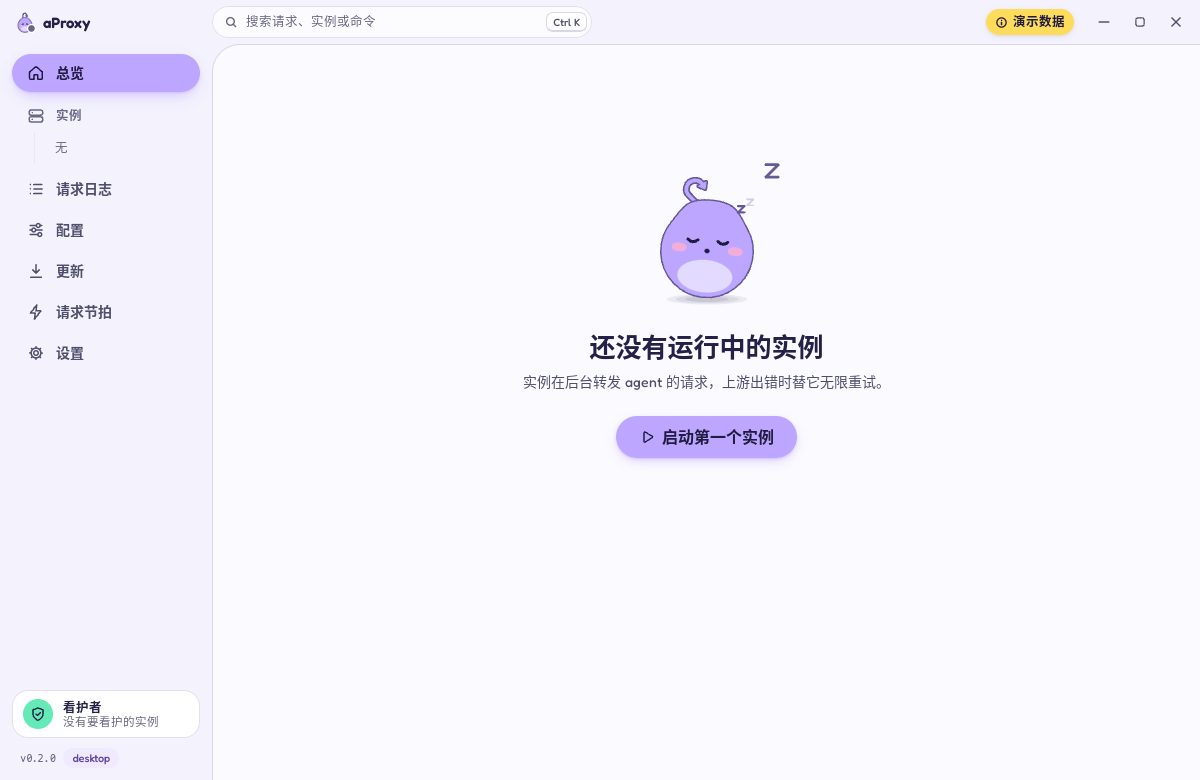 aProxy
搜索请求、实例或命令
Ctrl K
演示数据
总览
实例
无
请求日志
配置
更新
请求节拍
设置
z
z
z
还没有运行中的实例
实例在后台转发 agent 的请求，上游出错时替它无限重试。
启动第一个实例
看护者
没有要看护的实例
v0.2.0
desktop